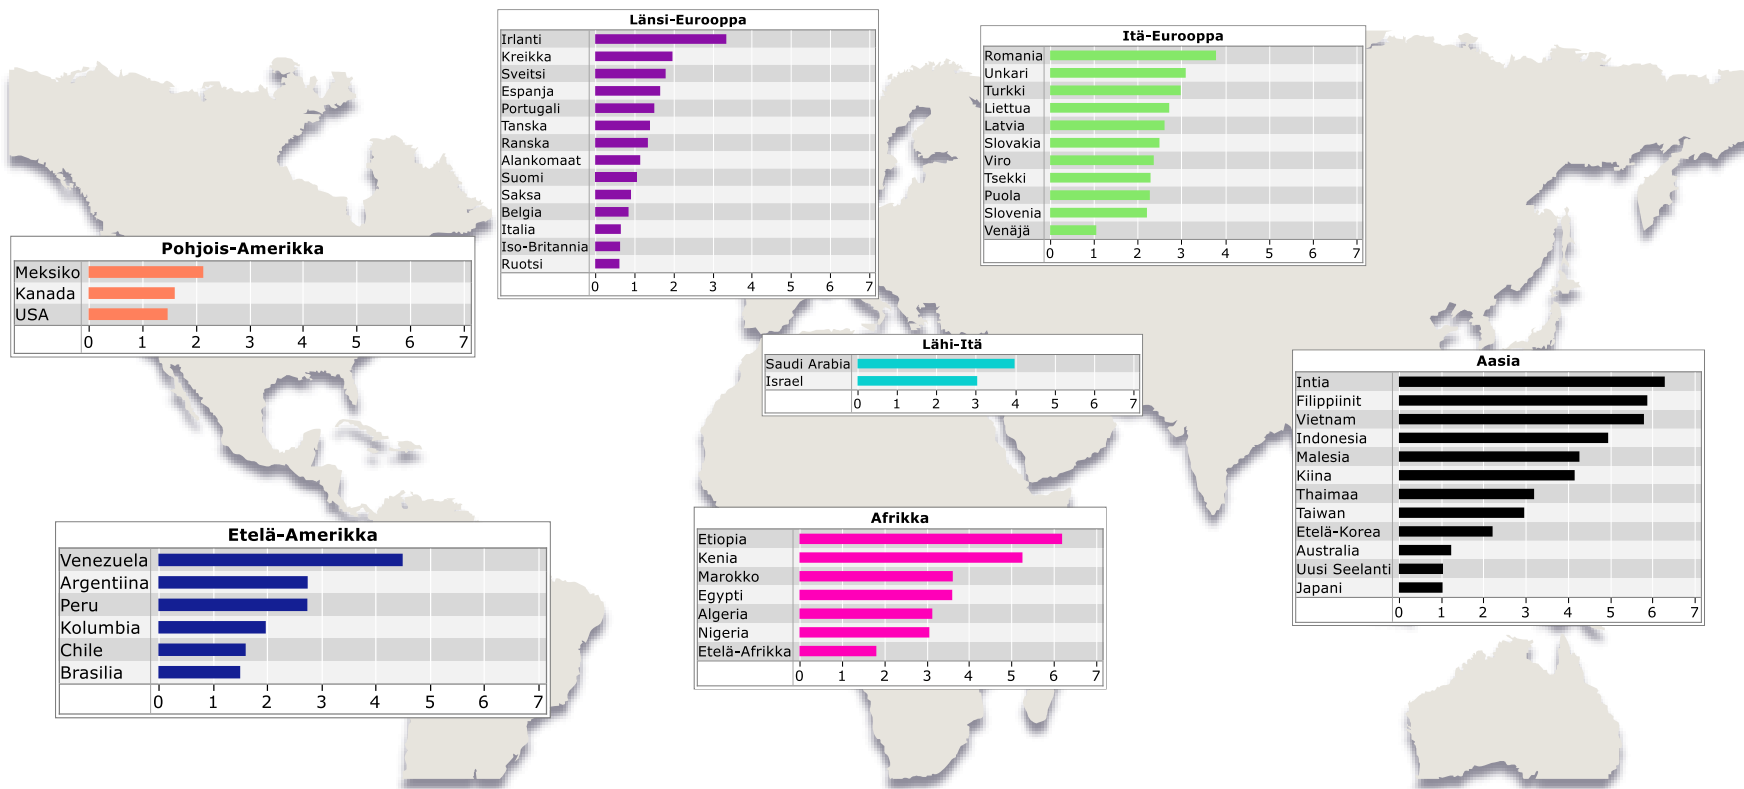 Länsi-Eurooppa
Irlanti
Kreikka
Sveitsi
Espanja
Portugali
Tanska
Ranska
Alankomaat
Suomi
Saksa
Belgia
Italia
Iso-Britannia
Ruotsi
0 1 2 3 4 5 6 7
Itä-Eurooppa
Romania
Unkari
Turkki
Liettua
Latvia
Slovakia
Viro
Tsekki
Puola
Slovenia
Venäjä
0 1 2 3 4 5 6 7
Pohjois-Amerikka
Meksiko
Kanada
USA
0 1 2 3 4 5 6 7
Lähi-Itä
Saudi Arabia
Israel
0 1 2 3 4 5 6 7
Aasia
Intia
Filippiinit
Vietnam
Indonesia
Malesia
Kiina
Thaimaa
Taiwan
Etelä-Korea
Australia
Uusi Seelanti
Japani
0 1 2 3 4 5 6 7
Etelä-Amerikka
Venezuela
Argentiina
Peru
Kolumbia
Chile
Brasilia
0 1 2 3 4 5 6 7
Afrikka
Etiopia
Kenia
Marokko
Egypti
Algeria
Nigeria
Etelä-Afrikka
0 1 2 3 4 5 6 7